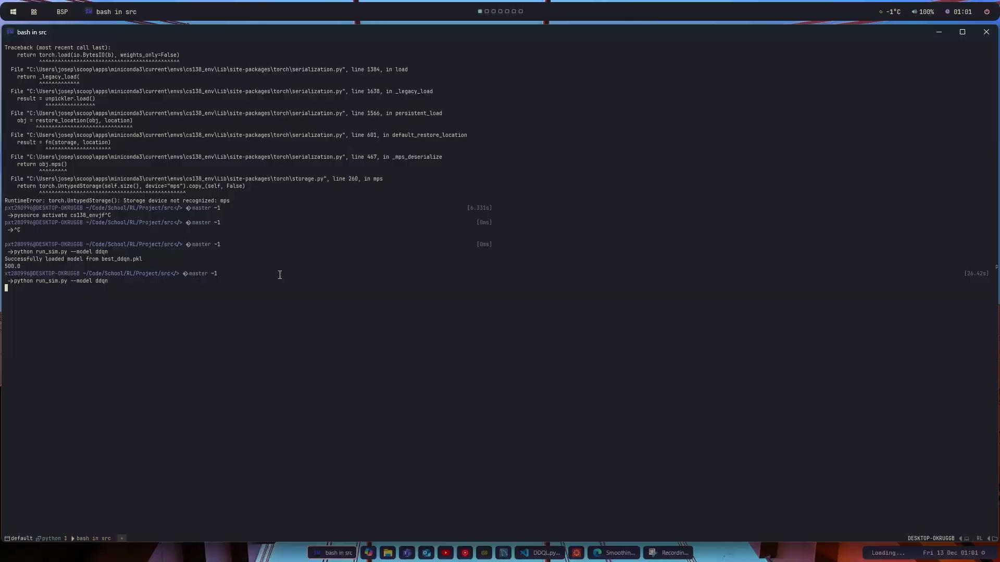 BSP
bash in src
-1°C
100%
01:01
bash in src
Traceback (most recent call last):
return torch.load(io.BytesIO(b), weights_only=False)
^^^^^^^^^^^^^^^^^^^^^^^^^^^^^^^^^^^^^^^^^^^^^
File "C:\Users\josep\scoop\apps\miniconda3\current\envs\cs138_env\Lib\site-packages\torch\serialization.py", line 1384, in load
return _legacy_load(
^^^^^^^^^^^^^
File "C:\Users\josep\scoop\apps\miniconda3\current\envs\cs138_env\Lib\site-packages\torch\serialization.py", line 1638, in _legacy_load
result = unpickler.load()
^^^^^^^^^^^^^^^^
File "C:\Users\josep\scoop\apps\miniconda3\current\envs\cs138_env\Lib\site-packages\torch\serialization.py", line 1566, in persistent_load
obj = restore_location(obj, location)
^^^^^^^^^^^^^^^^^^^^^^^^^^^^^^^
File "C:\Users\josep\scoop\apps\miniconda3\current\envs\cs138_env\Lib\site-packages\torch\serialization.py", line 601, in default_restore_location
result = fn(storage, location)
^^^^^^^^^^^^^^^^^^^^^
File "C:\Users\josep\scoop\apps\miniconda3\current\envs\cs138_env\Lib\site-packages\torch\serialization.py", line 467, in _mps_deserialize
return obj.mps()
^^^^^^^^^
File "C:\Users\josep\scoop\apps\miniconda3\current\envs\cs138_env\Lib\site-packages\torch\storage.py", line 260, in mps
return torch.UntypedStorage(self.size(), device="mps").copy_(self, False)
^^^^^^^^^^^^^^^^^^^^^^^^^^^^^^^^^^^^^^^^^^^^^^^
RuntimeError: torch.UntypedStorage(): Storage device not recognized: mps
pxt280996@DESKTOP-OKRUGGB ~/Code/School/RL/Project/src</> master ~1 [6.331s]
→pysource activate cs138_envjf^C
pxt280996@DESKTOP-OKRUGGB ~/Code/School/RL/Project/src</> master ~1 [0ms]
→^C
pxt280996@DESKTOP-OKRUGGB ~/Code/School/RL/Project/src</> master ~1 [0ms]
→python run_sim.py --model ddqn
Successfully loaded model from best_ddqn.pkl
500.0
p
xt280996@DESKTOP-OKRUGGB ~/Code/School/RL/Project/src</> master ~1 [26.42s]
→python run_sim.py --model ddqn
default python 1 bash in src +
DESKTOP-OKRUGGB RL
bash in src
DDQL.py...
Smoothin...
Recordin...
Loading...
Fri 13 Dec 01:01